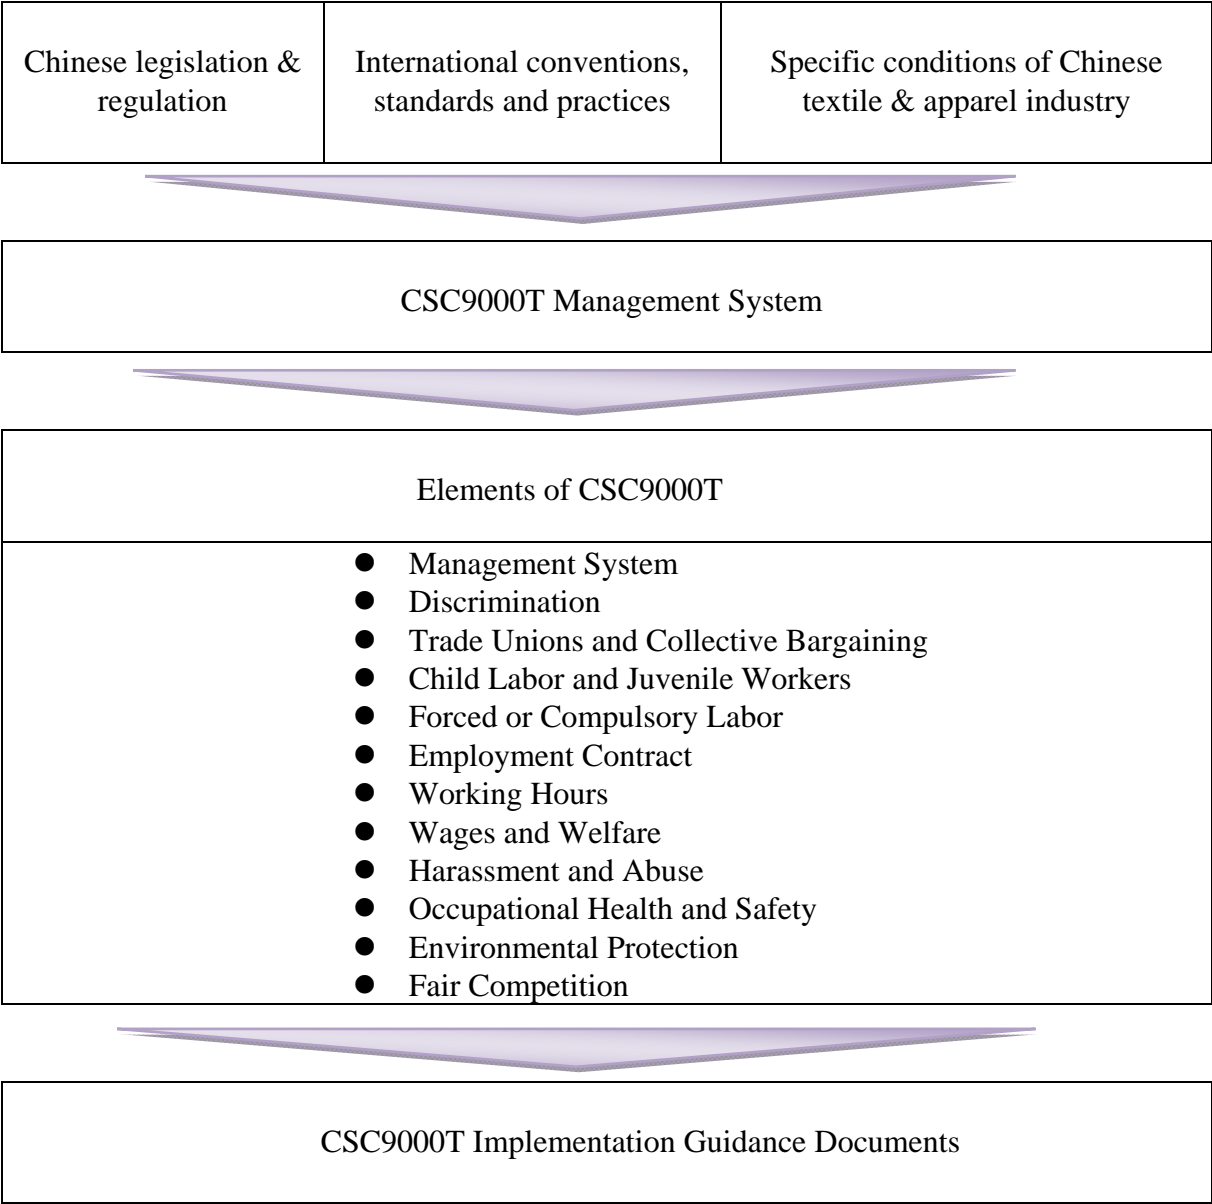 Chinese legislation &
regulation
International conventions,
standards and practices
Specific conditions of Chinese
textile & apparel industry
CSC9000T Management System
Elements of CSC9000T
● Management System
● Discrimination
● Trade Unions and Collective Bargaining
● Child Labor and Juvenile Workers
● Forced or Compulsory Labor
● Employment Contract
● Working Hours
● Wages and Welfare
● Harassment and Abuse
● Occupational Health and Safety
● Environmental Protection
● Fair Competition
CSC9000T Implementation Guidance Documents